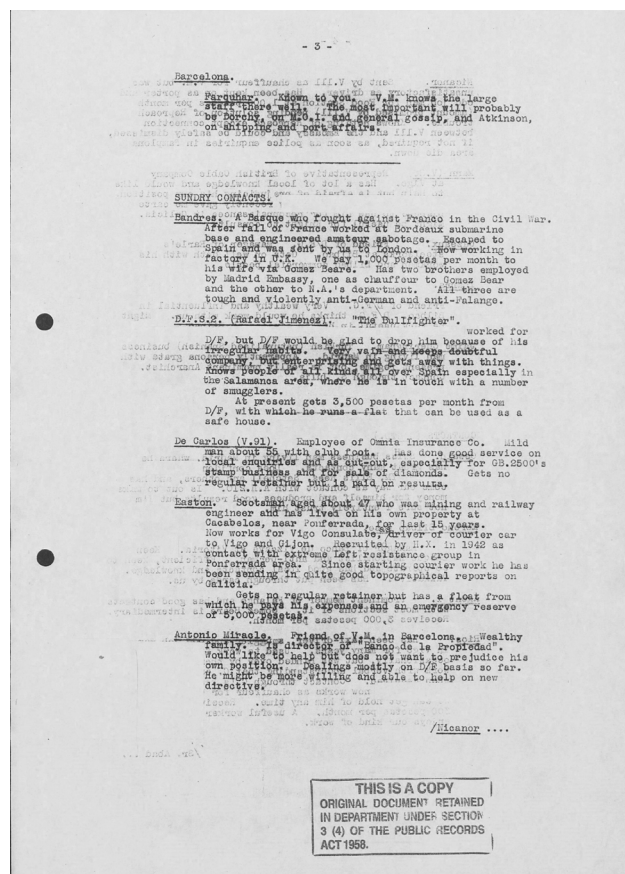 - 3 -
Barcelona.
Farquhar. Known to you. V.M. knows the large
staff there well. The most important will probably
be Dorchy, on M.O.I. and general gossip, and Atkinson,
on shipping and port affairs.
SUNDRY CONTACTS.
Bandres. Basque who fought against Franco in the Civil War.
After fall of France worked at Bordeaux submarine
base and engineered amateur sabotage. Escaped to
Spain and was sent by us to London. Now working in
factory in U.K. We pay 1,000 pesetas per month to
his wife via Gomez Beare. Has two brothers employed
by Madrid Embassy, one as chauffeur to Gomez Bear
and the other to N.A.'s department. All three are
tough and violently anti-German and anti-Falange.
D.F.S.2. (Rafael Jimenez). "The Bullfighter".
worked for
D/F, but D/F would be glad to drop him because of his
irregular habits. Very vain and keeps doubtful
company, but enterprising and gets away with things.
Knows people of all kinds all over Spain especially in
the Salamanca area, where he is in touch with a number
of smugglers.
At present gets 3,500 pesetas per month from
D/F, with which he runs a flat that can be used as a
safe house.
De Carlos (V.91). Employee of Omnia Insurance Co. Mild
man about 55 with club foot. Has done good service on
local enquiries and as cut-out, especially for GB.2500's
stamp business and for sale of diamonds. Gets no
regular retainer but is paid on results.
Easton. Scotsman aged about 47 who was mining and railway
engineer and has lived on his own property at
Cacabelos, near Ponferrada, for last 15 years.
Now works for Vigo Consulate, as driver of courier car
to Vigo and Gijon. Recruited by H.X. in 1942 as
contact with extreme Left resistance group in
Ponferrada area. Since starting courier work he has
been sending in quite good topographical reports on
Galicia.
Gets no regular retainer but has a float from
which he pays his expenses and an emergency reserve
of 5,000 pesetas.
Antonio Miracle. Friend of V.M. in Barcelona. Wealthy
family. Is director of "Banco de la Propiedad".
Would like to help but does not want to prejudice his
own position. Dealings mostly on D/F basis so far.
He might be more willing and able to help on new
directive.
/Nicanor ....
THIS IS A COPY
ORIGINAL DOCUMENT RETAINED
IN DEPARTMENT UNDER SECTION
3 (4) OF THE PUBLIC RECORDS
ACT 1958.